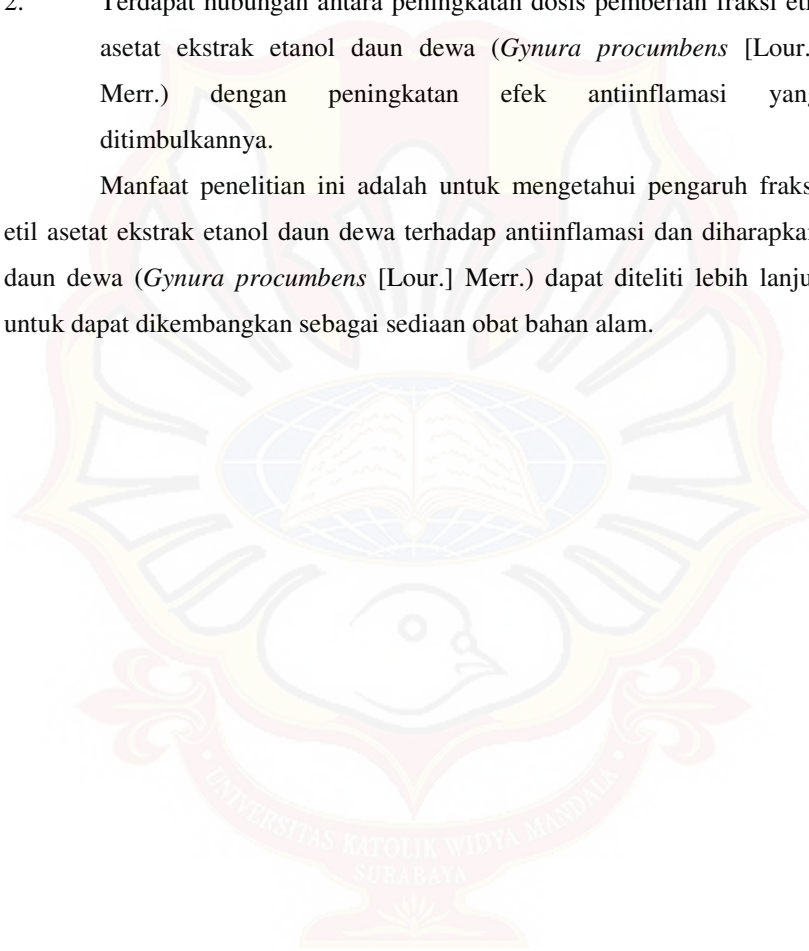 2. Terdapat hubungan antara peningkatan dosis pemberian fraksi eti
asetat ekstrak etanol daun dewa (Gynura procumbens [Lour.
Merr.) dengan peningkatan efek antiinflamasi yang
ditimbulkannya.
Manfaat penelitian ini adalah untuk mengetahui pengaruh fraks
etil asetat ekstrak etanol daun dewa terhadap antiinflamasi dan diharapkan
daun dewa (Gynura procumbens [Lour.] Merr.) dapat diteliti lebih lanju
untuk dapat dikembangkan sebagai sediaan obat bahan alam.
UNIVERSITAS KATOLIK WIDYA MANDALA
SURABAYA